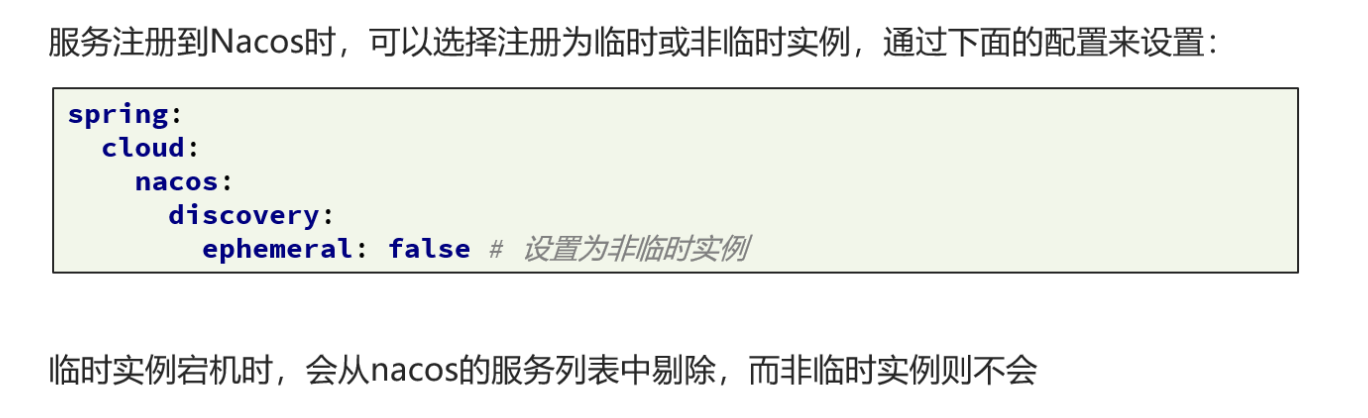 服务注册到Nacos时，可以选择注册为临时或非临时实例，通过下面的配置来设置：
spring:
  cloud:
    nacos:
      discovery:
        ephemeral: false # 设置为非临时实例
临时实例宕机时，会从nacos的服务列表中剔除，而非临时实例则不会